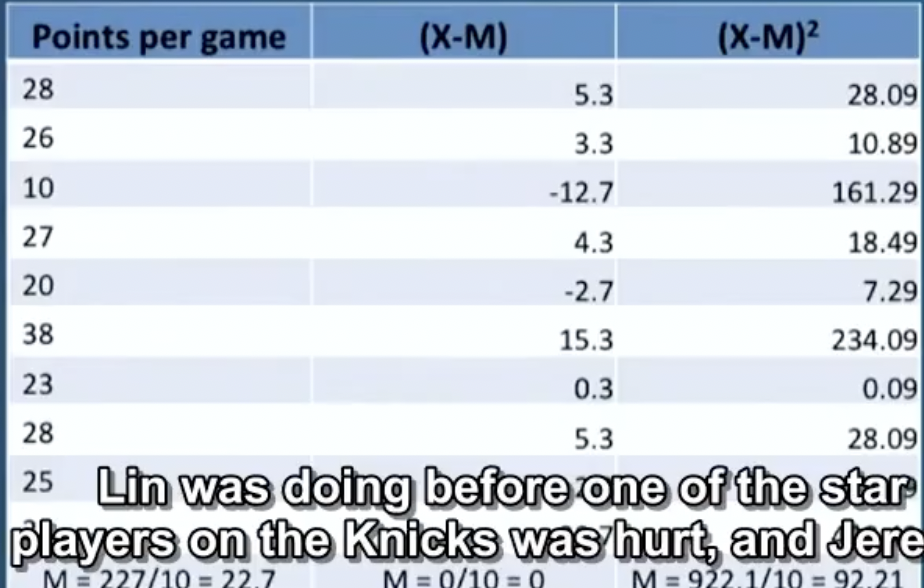 Points per game (X-M) (X-M)²
28 5.3 28.09
26 3.3 10.89
10 -12.7 161.29
27 4.3 18.49
20 -2.7 7.29
38 15.3 234.09
23 0.3 0.09
28 5.3 28.09
25
Lin was doing before one of the star
players on the Knicks was hurt, and Jere
M = 227/10 = 22.7 M = 0/10 = 0 M = 922.1/10 = 92.21